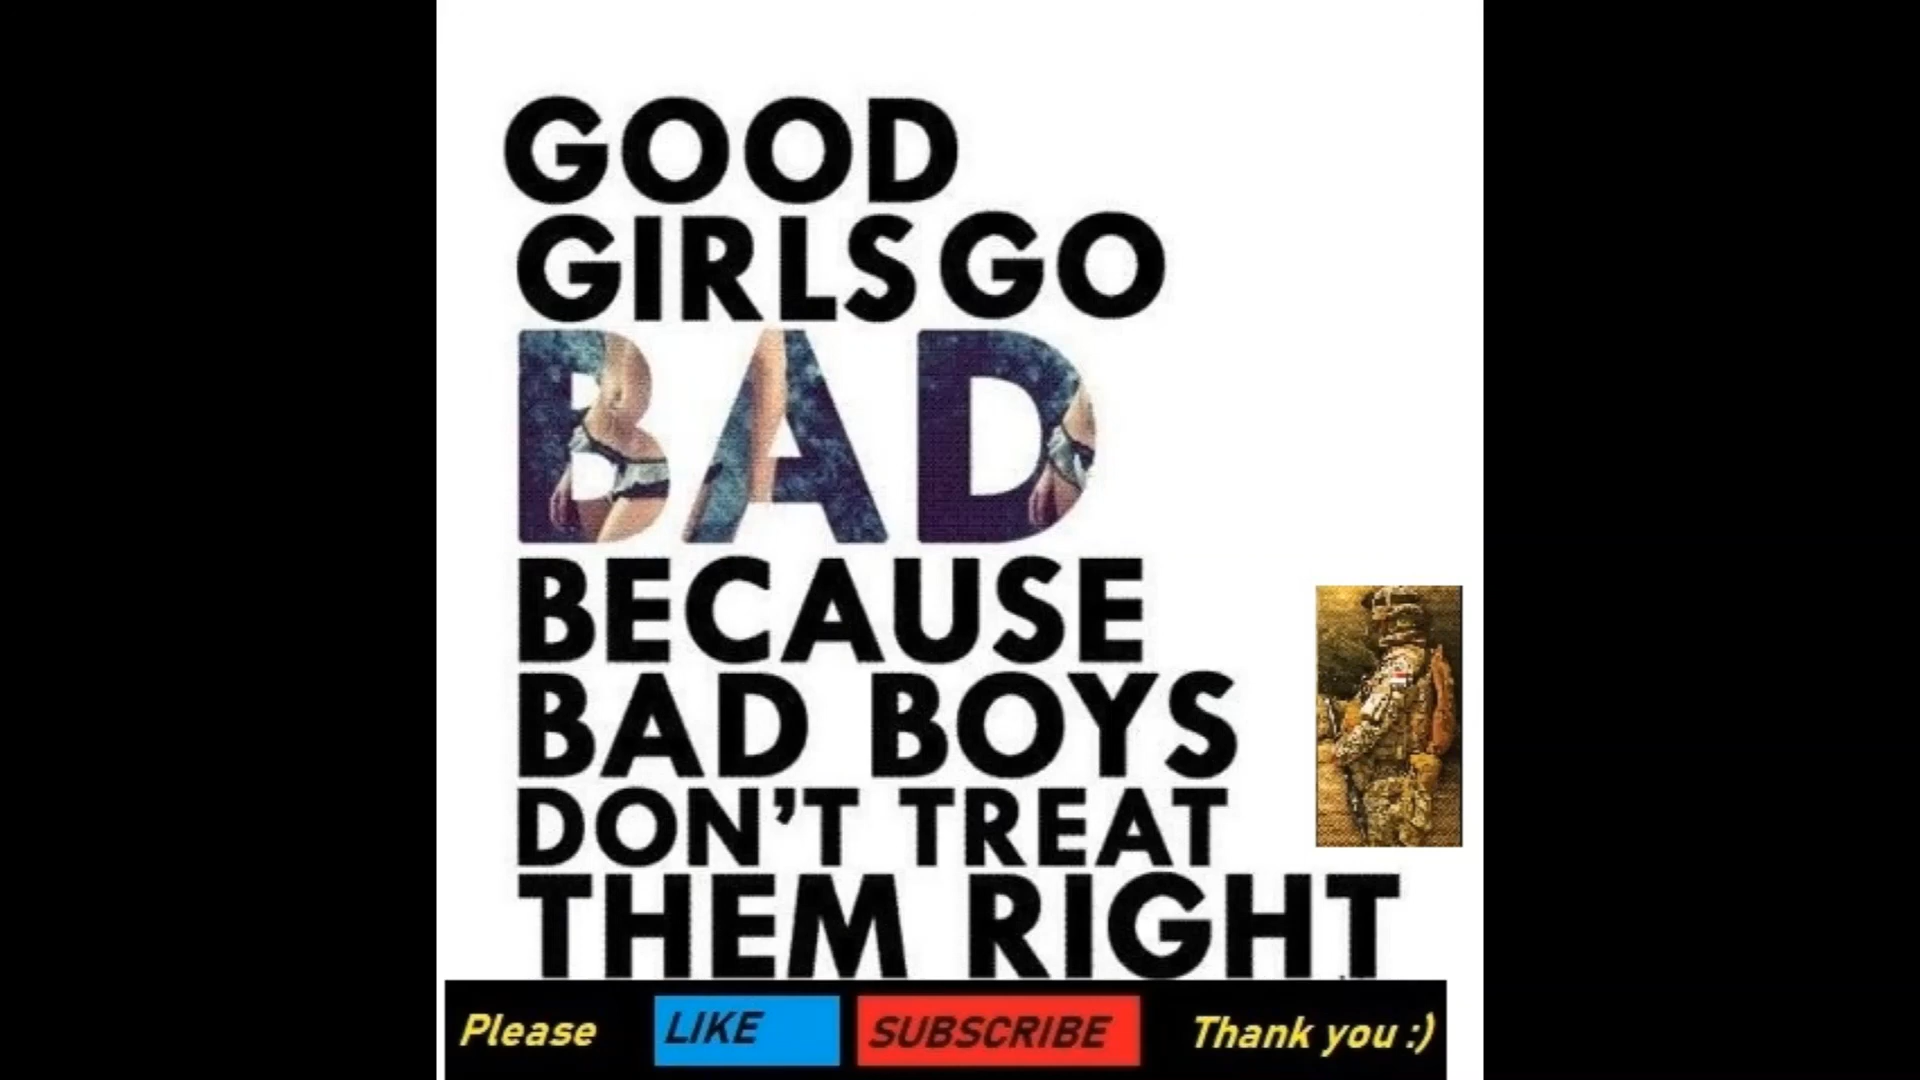 GOOD
GIRLS GO
BAD
BECAUSE
BAD BOYS
DON'T TREAT
THEM RIGHT
Please LIKE SUBSCRIBE Thank you :)